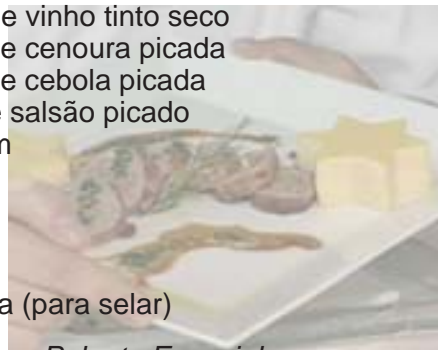 e vinho tinto seco
e cenoura picada
e cebola picada
salsão picado
a (para selar)